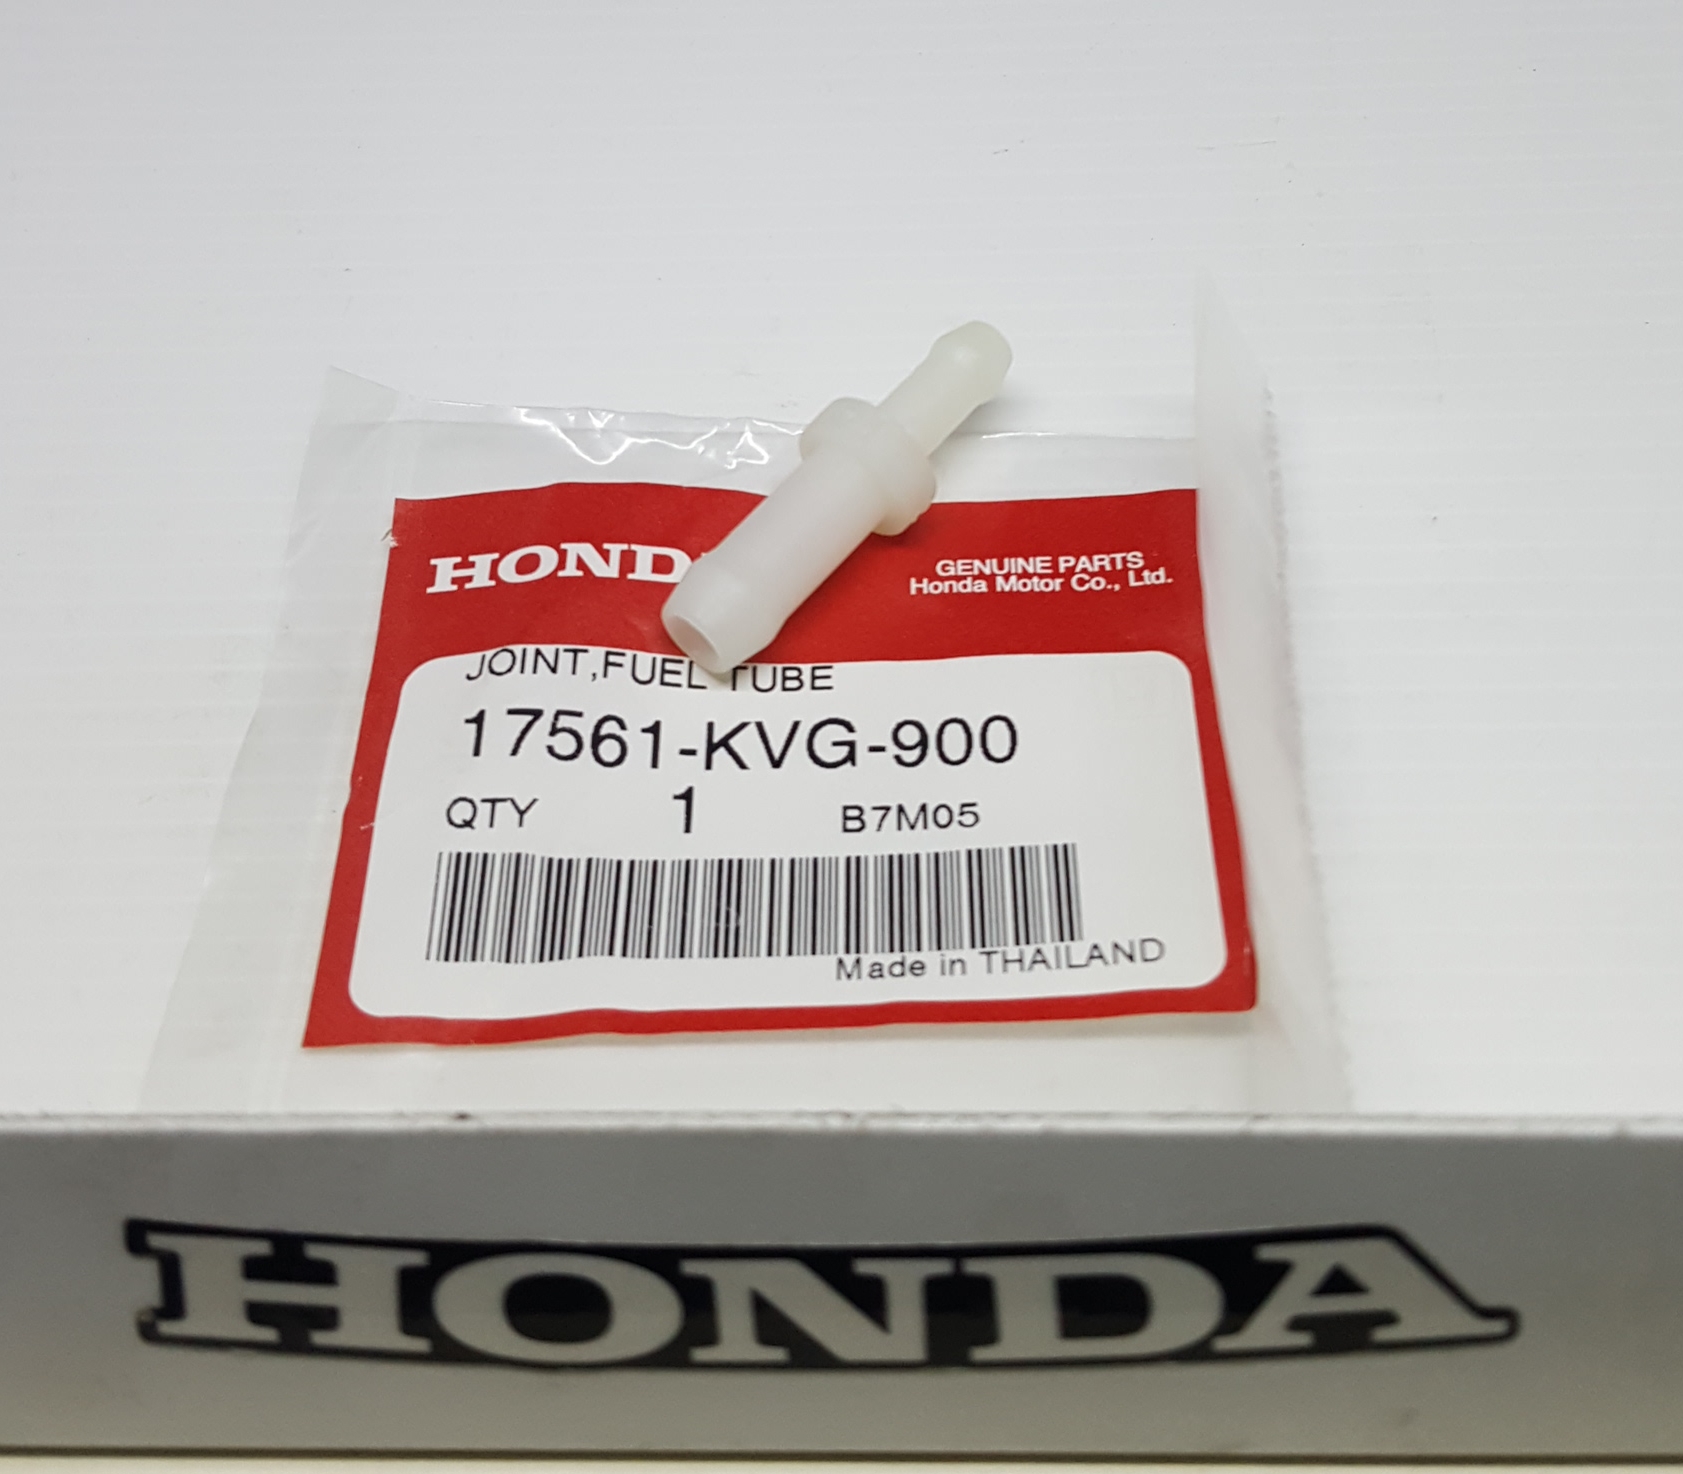 HONDA
GENUINE PARTS
Honda Motor Co., Ltd.
JOINT,FUEL TUBE
17561-KVG-900
QTY 1 B7M05
Made in THAILAND
HONDA